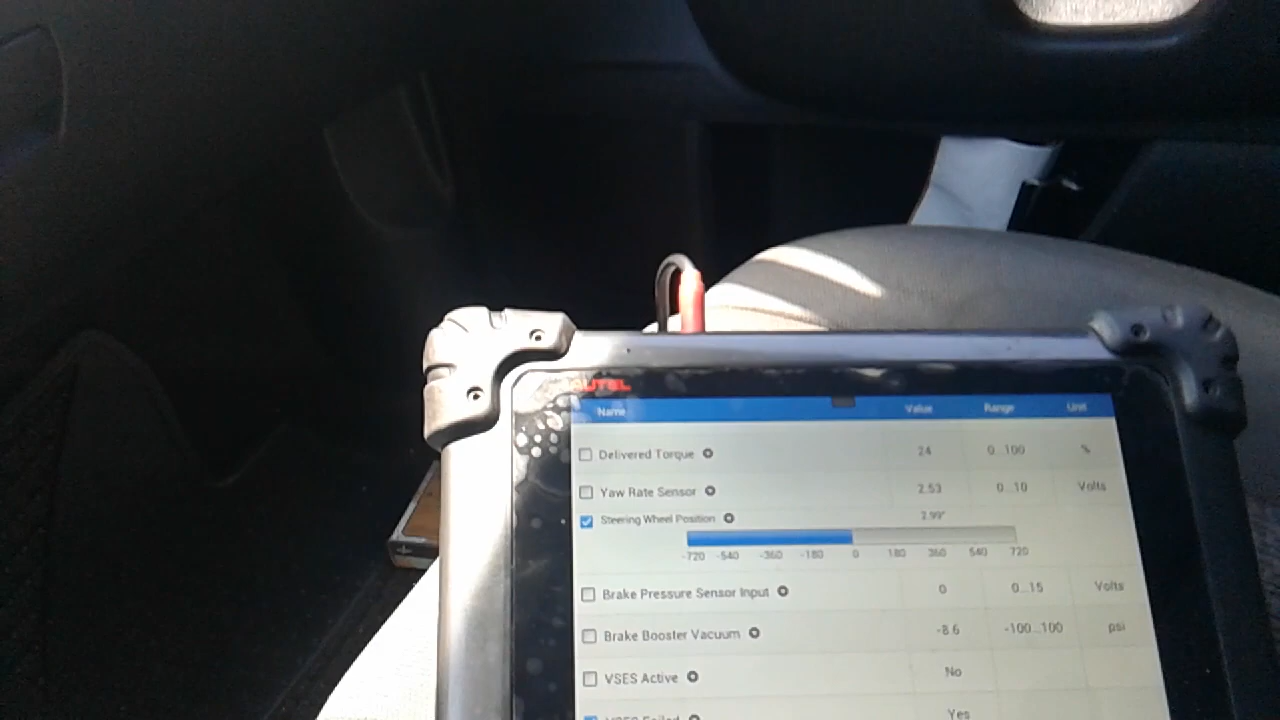 AUTEL
Name Value Range Unit
Delivered Torque 24 0...100 %
Yaw Rate Sensor 2.53 0...10 Volts
Steering Wheel Position 2.99°
-720 -540 -360 -180 0 180 360 540 720
Brake Pressure Sensor Input 0 0...15 Volts
Brake Booster Vacuum -8.6 -100...100 psi
VSES Active No
VSES Failed Yes